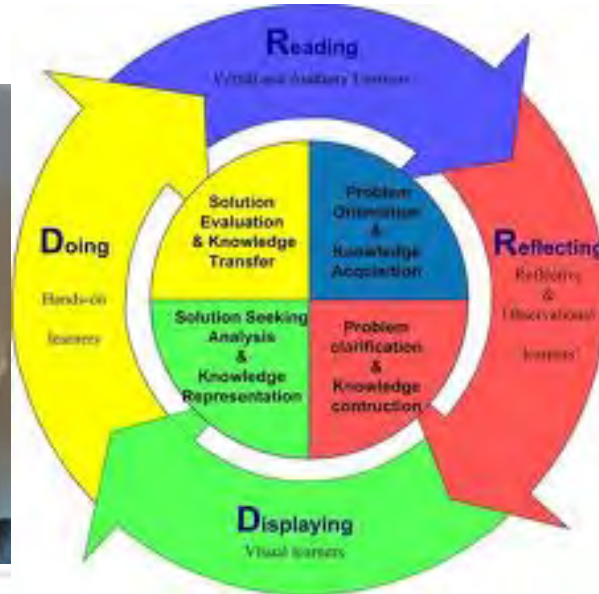 Reading
Verbal and Auditory Learners
Reflecting
Reflective
&
Observational
learners'
Displaying
Visual learners
Doing
Hands-on
learners
Solution
Evaluation
& Knowledge
Transfer
Problem
Orientation
&
Knowledge
Acquisition
Solution Seeking
Analysis
&
Knowledge
Representation
Problem
clarification
&
Knowledge
contruction